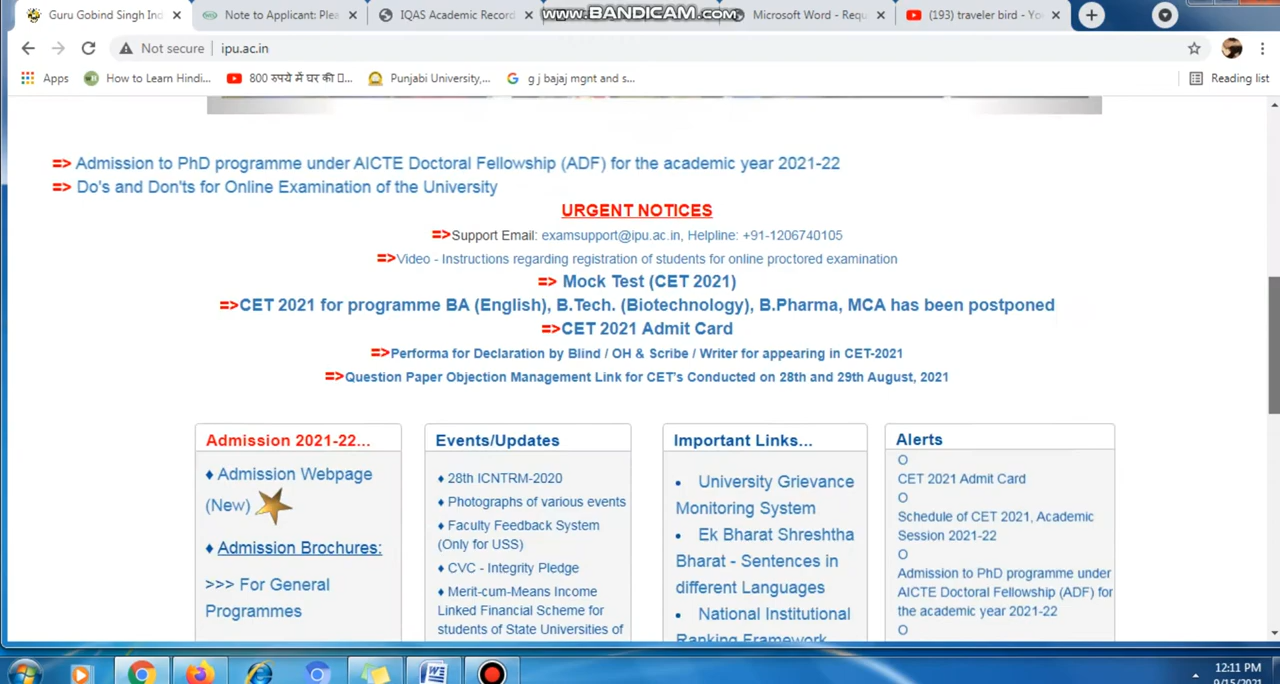 Guru Gobind Singh Ind
Note to Applicant: Plea
IQAS Academic Record
www.BANDICAM.com
Microsoft Word - Requ
(193) traveler bird - Yo
Not secure | ipu.ac.in
Apps
How to Learn Hindi...
800 रुपये में घर की ...
Punjabi University,...
g j bajaj mgnt and s...
Reading list
=> Admission to PhD programme under AICTE Doctoral Fellowship (ADF) for the academic year 2021-22
=> Do's and Don'ts for Online Examination of the University
URGENT NOTICES
=>Support Email: examsupport@ipu.ac.in, Helpline: +91-1206740105
=>Video - Instructions regarding registration of students for online proctored examination
=> Mock Test (CET 2021)
=>CET 2021 for programme BA (English), B.Tech. (Biotechnology), B.Pharma, MCA has been postponed
=>CET 2021 Admit Card
=>Performa for Declaration by Blind / OH & Scribe / Writer for appearing in CET-2021
=>Question Paper Objection Management Link for CET's Conducted on 28th and 29th August, 2021
Admission 2021-22...
♦ Admission Webpage
(New)
♦ Admission Brochures:
>>> For General
Programmes
Events/Updates
♦ 28th ICNTRM-2020
♦ Photographs of various events
♦ Faculty Feedback System
(Only for USS)
♦ CVC - Integrity Pledge
♦ Merit-cum-Means Income
Linked Financial Scheme for
students of State Universities of
Important Links...
• University Grievance
Monitoring System
• Ek Bharat Shreshtha
Bharat - Sentences in
different Languages
• National Institutional
Ranking Framework
Alerts
O
CET 2021 Admit Card
O
Schedule of CET 2021, Academic
Session 2021-22
O
Admission to PhD programme under
AICTE Doctoral Fellowship (ADF) for
the academic year 2021-22
O
12:11 PM
9/15/2021